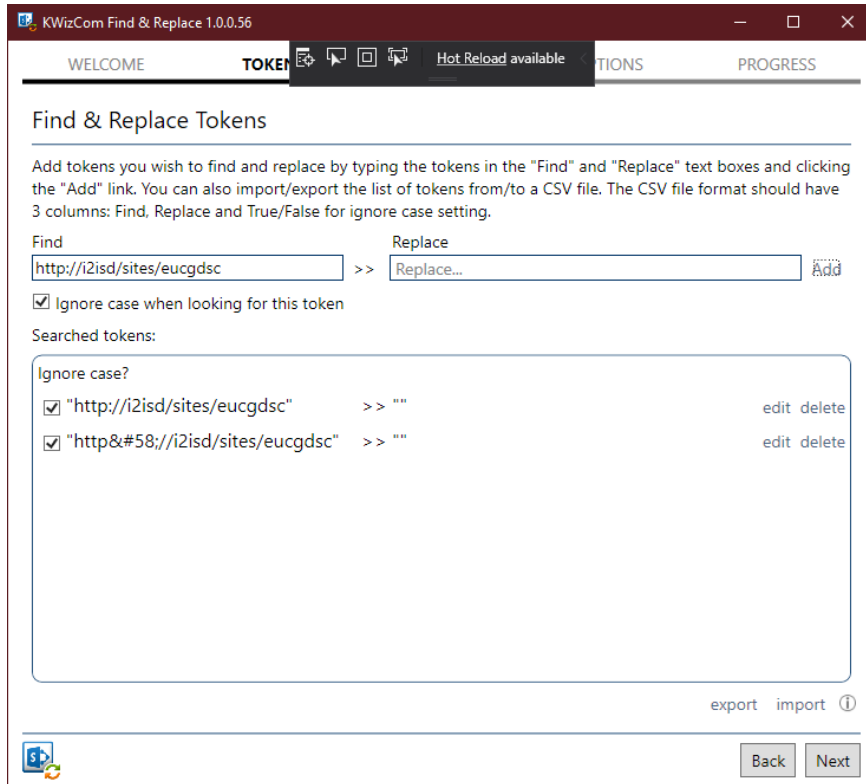 KWizCom Find & Replace 1.0.0.56
WELCOME TOKEN Hot Reload available TIONS PROGRESS
Find & Replace Tokens
Add tokens you wish to find and replace by typing the tokens in the "Find" and "Replace" text boxes and clicking
the "Add" link. You can also import/export the list of tokens from/to a CSV file. The CSV file format should have
3 columns: Find, Replace and True/False for ignore case setting.
Find Replace
http://i2isd/sites/eucgdsc >> Replace... Add
Ignore case when looking for this token
Searched tokens:
Ignore case?
"http://i2isd/sites/eucgdsc" >> "" edit delete
"http&#58;//i2isd/sites/eucgdsc" >> "" edit delete
export import
Back Next